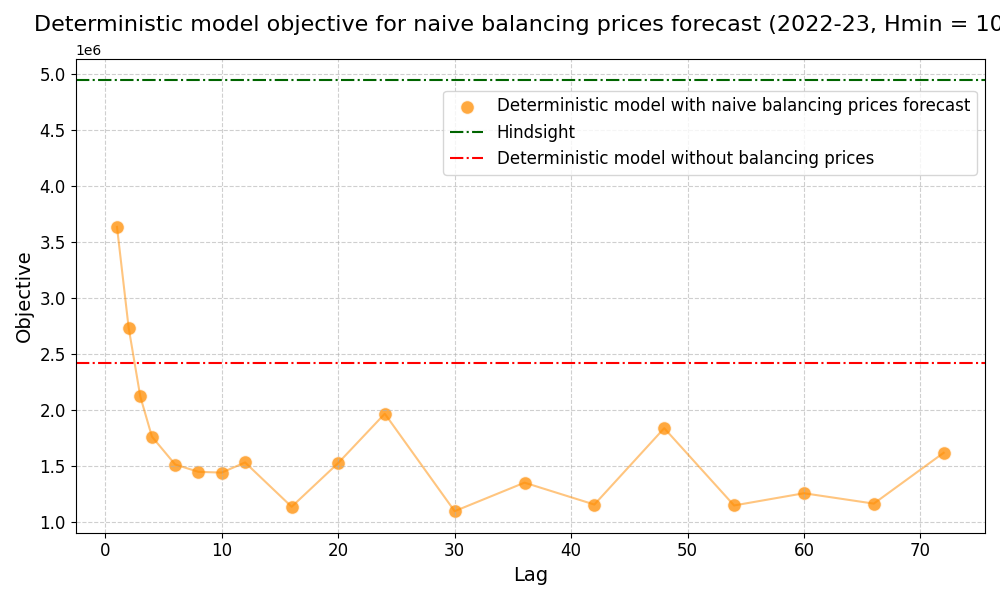 Deterministic model objective for naive balancing prices forecast (2022-23, Hmin = 10
1e6
5.0
4.5
4.0
3.5
3.0
2.5
2.0
1.5
1.0
Objective
Deterministic model with naive balancing prices forecast
Hindsight
Deterministic model without balancing prices
0 10 20 30 40 50 60 70
Lag